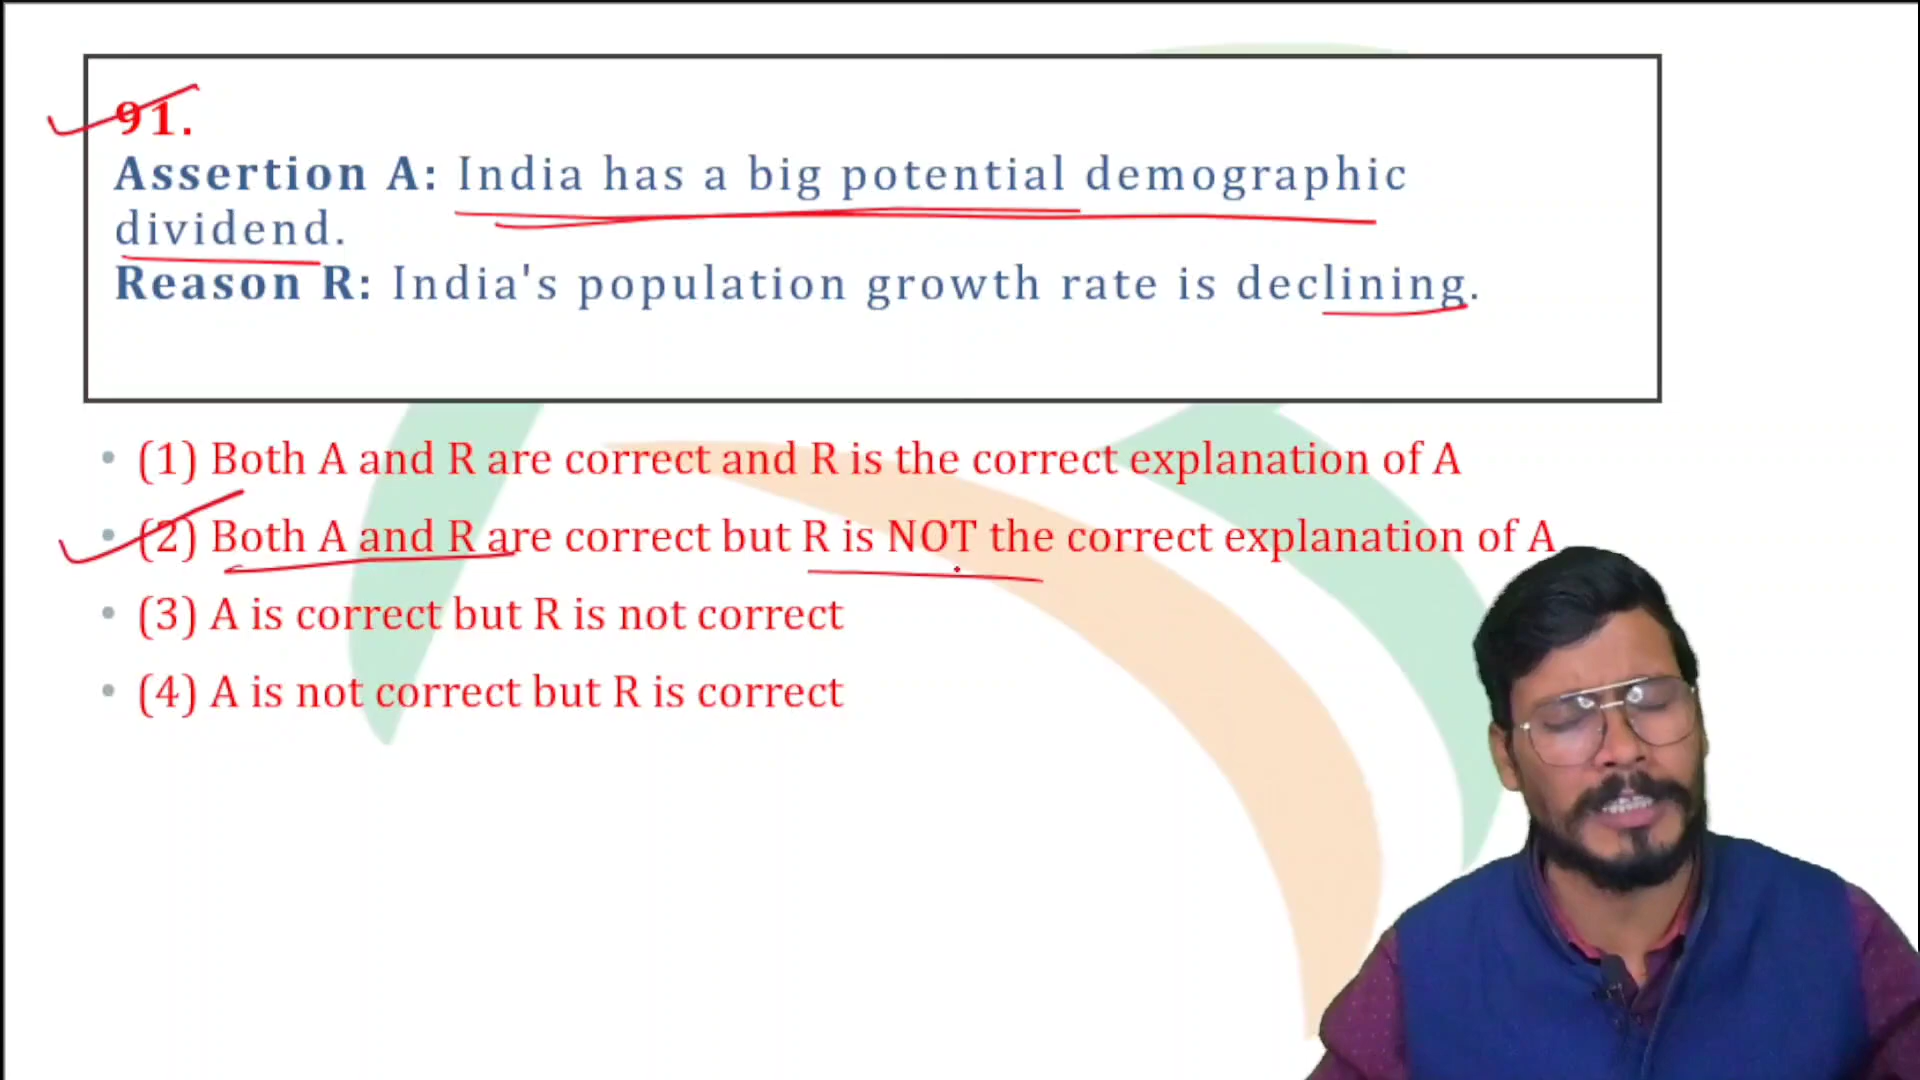 91.
Assertion A: India has a big potential demographic
dividend.
Reason R: India's population growth rate is declining.
• (1) Both A and R are correct and R is the correct explanation of A
• (2) Both A and R are correct but R is NOT the correct explanation of A
• (3) A is correct but R is not correct
• (4) A is not correct but R is correct